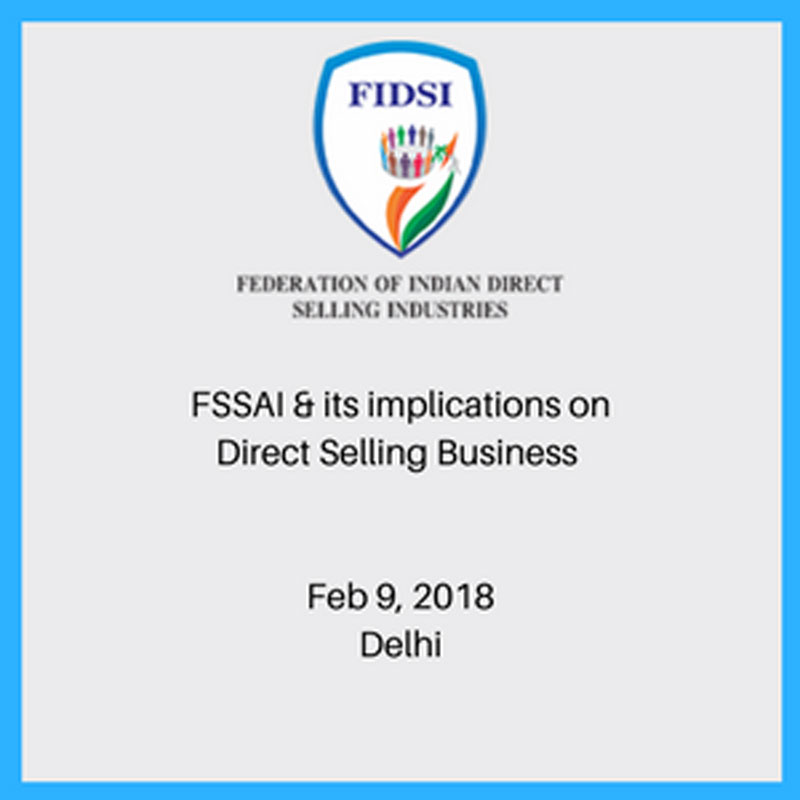 FIDSI
FEDERATION OF INDIAN DIRECT
SELLING INDUSTRIES
FSSAI & its implications on
Direct Selling Business
Feb 9, 2018
Delhi